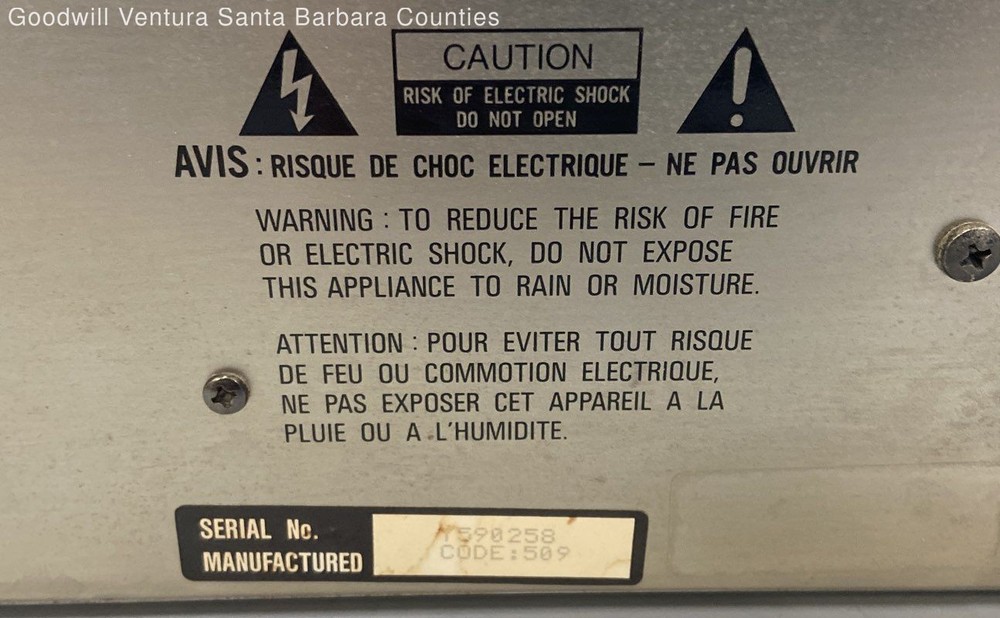 Goodwill Ventura Santa Barbara Counties
CAUTION
RISK OF ELECTRIC SHOCK
DO NOT OPEN
AVIS : RISQUE DE CHOC ELECTRIQUE – NE PAS OUVRIR
WARNING : TO REDUCE THE RISK OF FIRE
OR ELECTRIC SHOCK, DO NOT EXPOSE
THIS APPLIANCE TO RAIN OR MOISTURE.
ATTENTION : POUR EVITER TOUT RISQUE
DE FEU OU COMMOTION ELECTRIQUE,
NE PAS EXPOSER CET APPAREIL A LA
PLUIE OU A L'HUMIDITE.
SERIAL No. Y590258
MANUFACTURED CODE:509